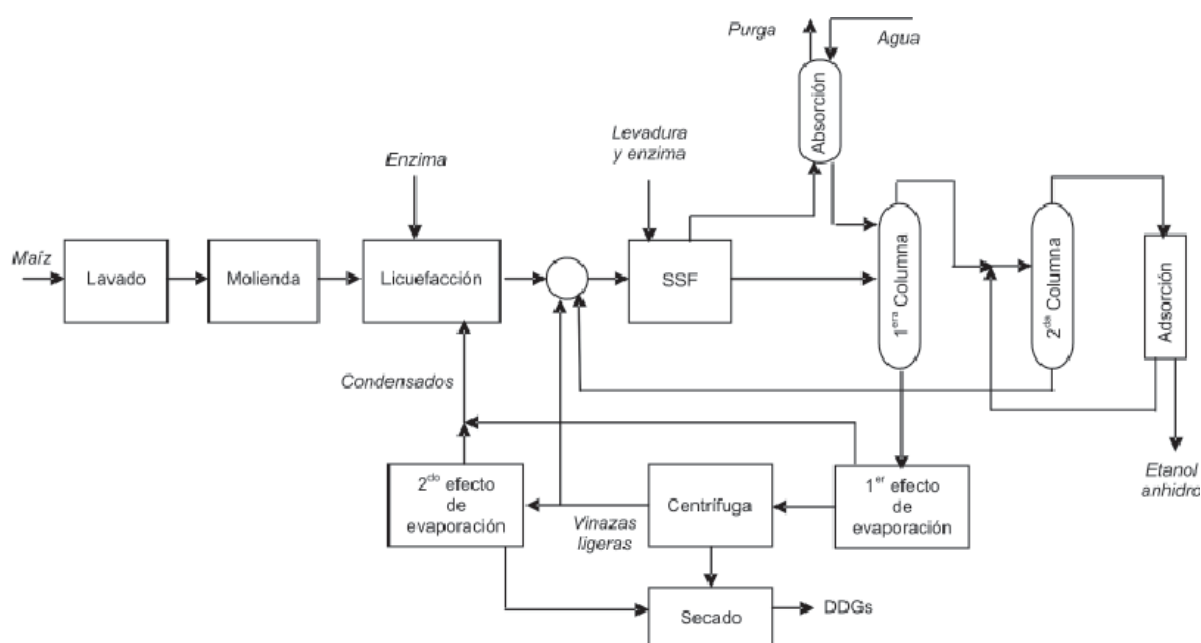 Purga
Agua
Absorción
Levadura
y enzima
Enzima
Maíz
Lavado
Molienda
Licuefacción
SSF
1era Columna
2da Columna
Adsorción
Condensados
2do efecto
de
evaporación
Vinazas
ligeras
Centrífuga
1er efecto
de
evaporación
Etanol
anhidro
Secado
DDGs